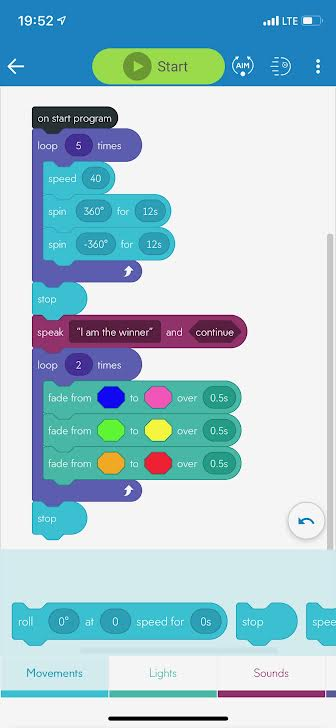 19:52 LTE
Start AIM
on start program
loop 5 times
speed 40
spin 360° for 12s
spin -360° for 12s
stop
speak "I am the winner" and continue
loop 2 times
fade from to over 0.5s
fade from to over 0.5s
fade from to over 0.5s
stop
roll 0° at 0 speed for 0s stop spee
Movements Lights Sounds